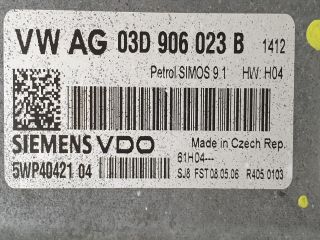 VW AG 03D 906 023 B 1412
Petrol SIMOS 9.1 HW: H04
SIEMENS VDO Made in Czech Rep.
5WP40421 04 61H04---
SJ8 FST 08.05.06 R405 0103